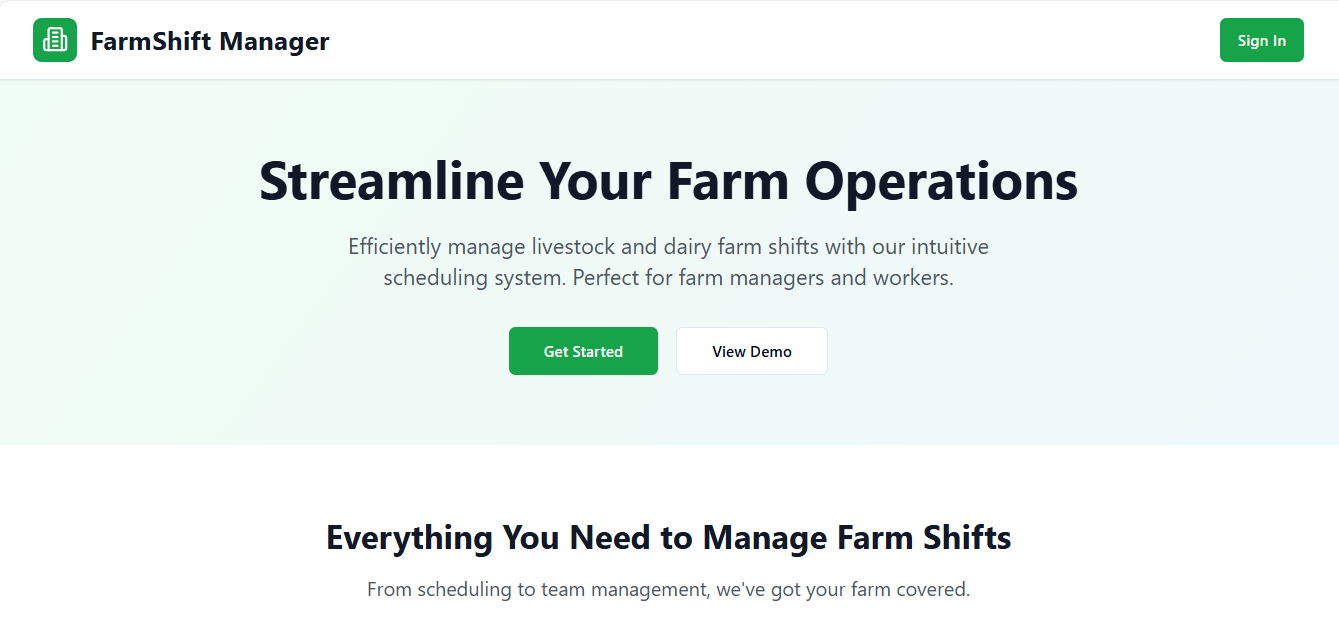 FarmShift Manager
Sign In
Streamline Your Farm Operations
Efficiently manage livestock and dairy farm shifts with our intuitive
scheduling system. Perfect for farm managers and workers.
Get Started
View Demo
Everything You Need to Manage Farm Shifts
From scheduling to team management, we've got your farm covered.